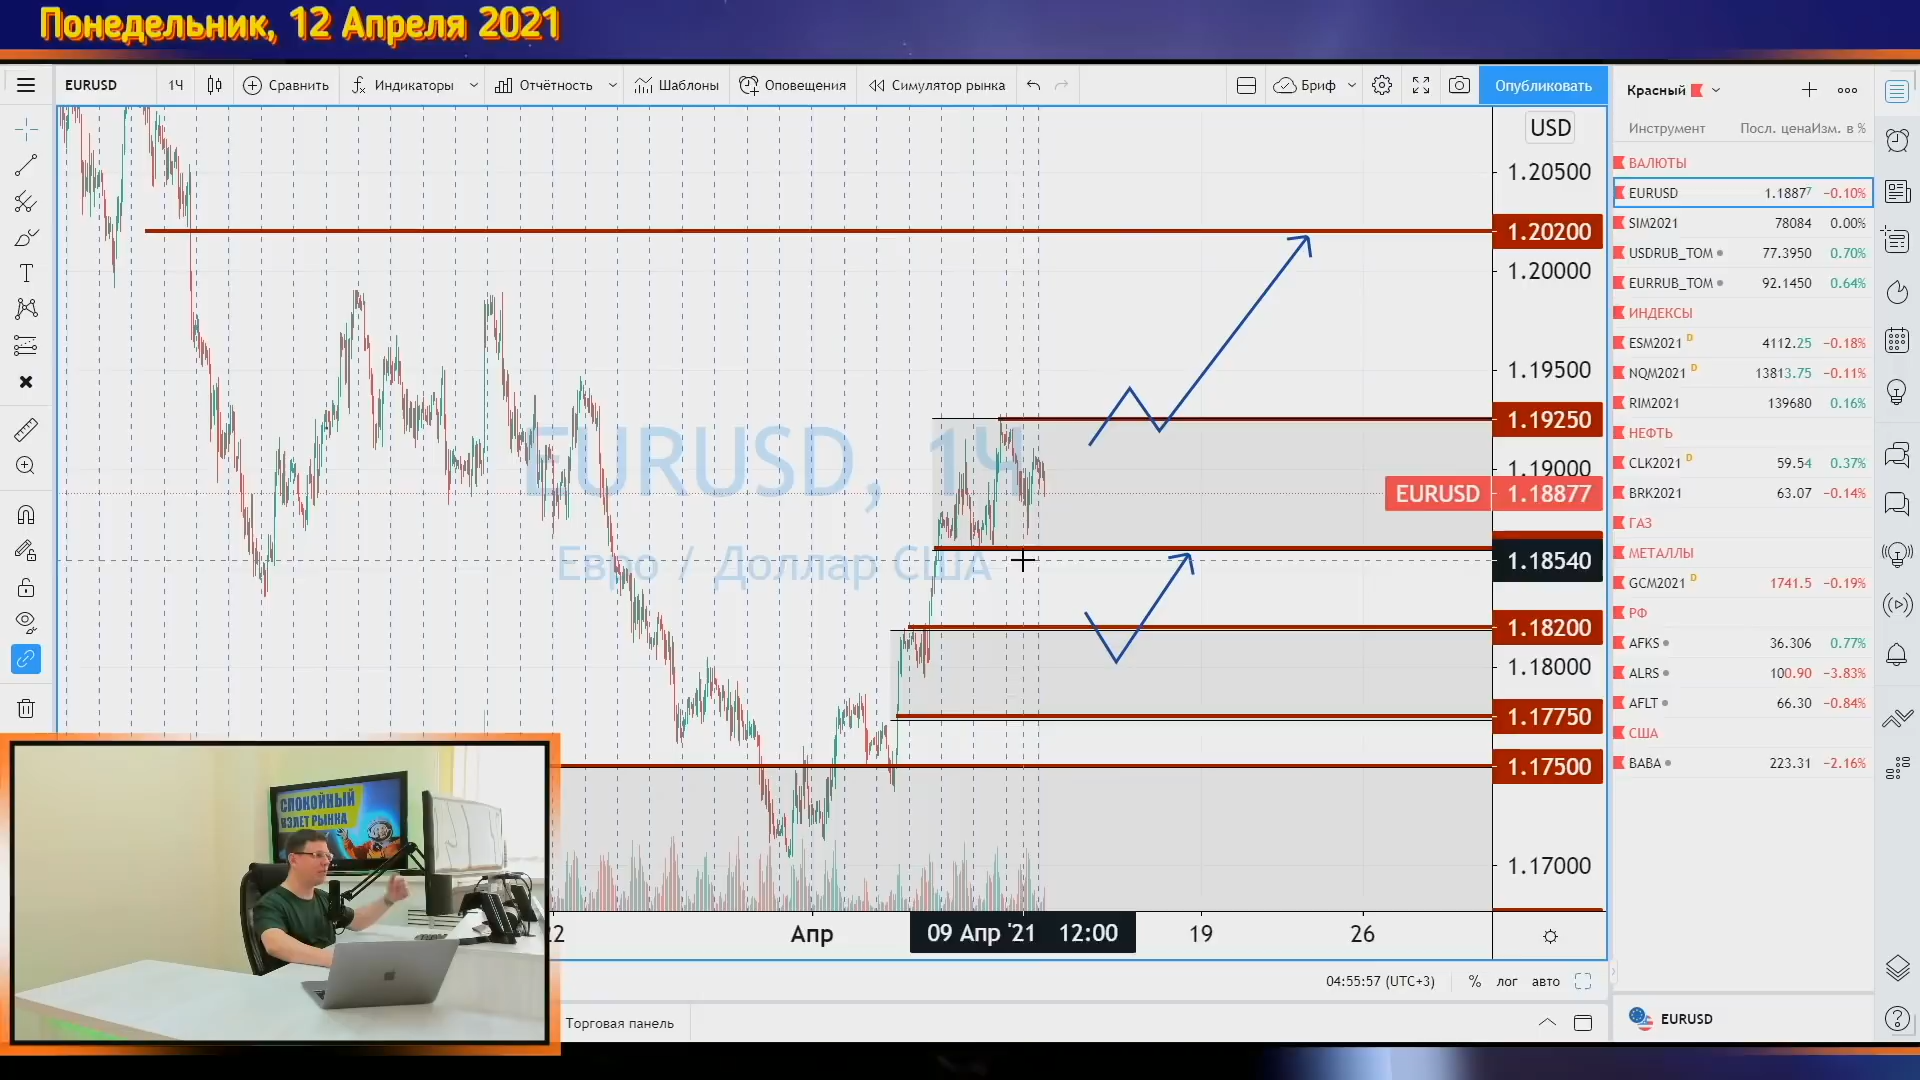 Понедельник, 12 Апреля 2021
EURUSD
1Ч
Сравнить
Индикаторы
Отчётность
Шаблоны
Оповещения
Симулятор рынка
Бриф
Опубликовать
USD
1.20500
1.20200
1.20000
1.19500
1.19250
1.19000
EURUSD 1.18877
1.18540
1.18200
1.18000
1.17750
1.17500
1.17000
EURUSD, 1Ч
Евро / Доллар США
22
Апр
09 Апр '21 12:00
19
26
04:55:57 (UTC+3)
%
лог
авто
Торговая панель
СПОКОЙНЫЙ
ВЗЛЕТ РЫНКА
Красный
Инструмент Посл. цена Изм. в %
ВАЛЮТЫ
EURUSD 1.18877 −0.10%
SIM2021 78084 0.00%
USDRUB_TOM 77.3950 0.70%
EURRUB_TOM 92.1450 0.64%
ИНДЕКСЫ
ESM2021 D 4112.25 −0.18%
NQM2021 D 13813.75 −0.11%
RIM2021 139680 0.16%
НЕФТЬ
CLK2021 D 59.54 0.37%
BRK2021 63.07 −0.14%
ГАЗ
МЕТАЛЛЫ
GCM2021 D 1741.5 −0.19%
РФ
AFKS 36.306 0.77%
ALRS 100.90 −3.83%
AFLT 66.30 −0.84%
США
BABA 223.31 −2.16%
EURUSD